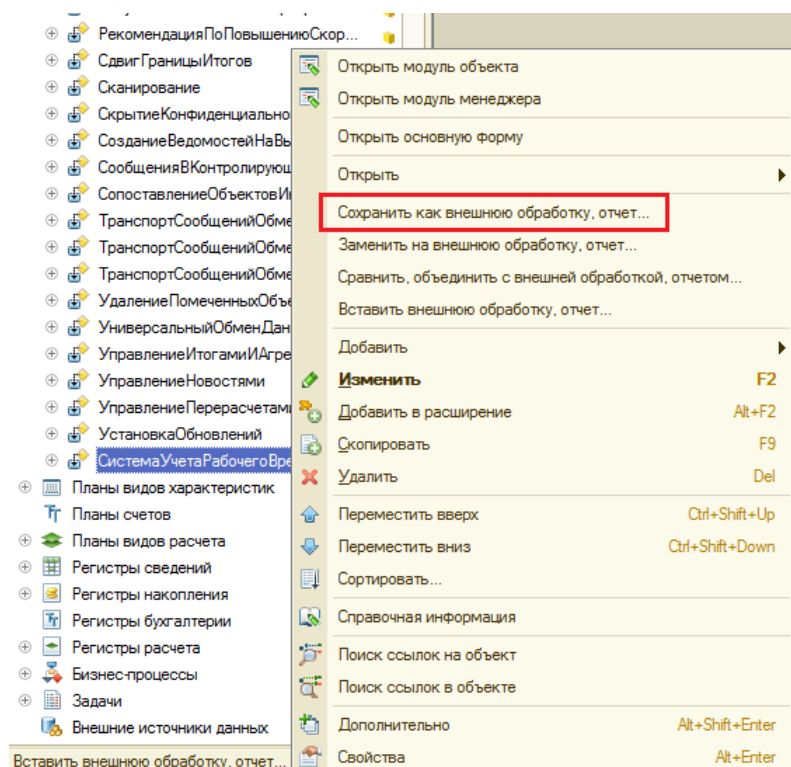 РекомендацияПоПовышениюСкор...
СдвигГраницыИтогов
Сканирование
СкрытиеКонфиденциально
СозданиеВедомостейНаВы
СообщенияВКонтролирующ
СопоставлениеОбъектовИ
ТранспортСообщенийОбме
ТранспортСообщенийОбме
ТранспортСообщенийОбме
УдалениеПомеченныхОбъе
УниверсальныйОбменДан
УправлениеИтогамиИАгре
УправлениеНовостями
УправлениеПерерасчетами
УстановкаОбновлений
СистемаУчетаРабочегоВре
Планы видов характеристик
Планы счетов
Планы видов расчета
Регистры сведений
Регистры накопления
Регистры бухгалтерии
Регистры расчета
Бизнес-процессы
Задачи
Внешние источники данных
Вставить внешнюю обработку, отчет...
Открыть модуль объекта
Открыть модуль менеджера
Открыть основную форму
Открыть
Сохранить как внешнюю обработку, отчет...
Заменить на внешнюю обработку, отчет...
Сравнить, объединить с внешней обработкой, отчетом...
Вставить внешнюю обработку, отчет...
Добавить
Изменить F2
Добавить в расширение Alt+F2
Скопировать F9
Удалить Del
Переместить вверх Ctrl+Shift+Up
Переместить вниз Ctrl+Shift+Down
Сортировать...
Справочная информация
Поиск ссылок на объект
Поиск ссылок в объекте
Дополнительно Alt+Shift+Enter
Свойства Alt+Enter